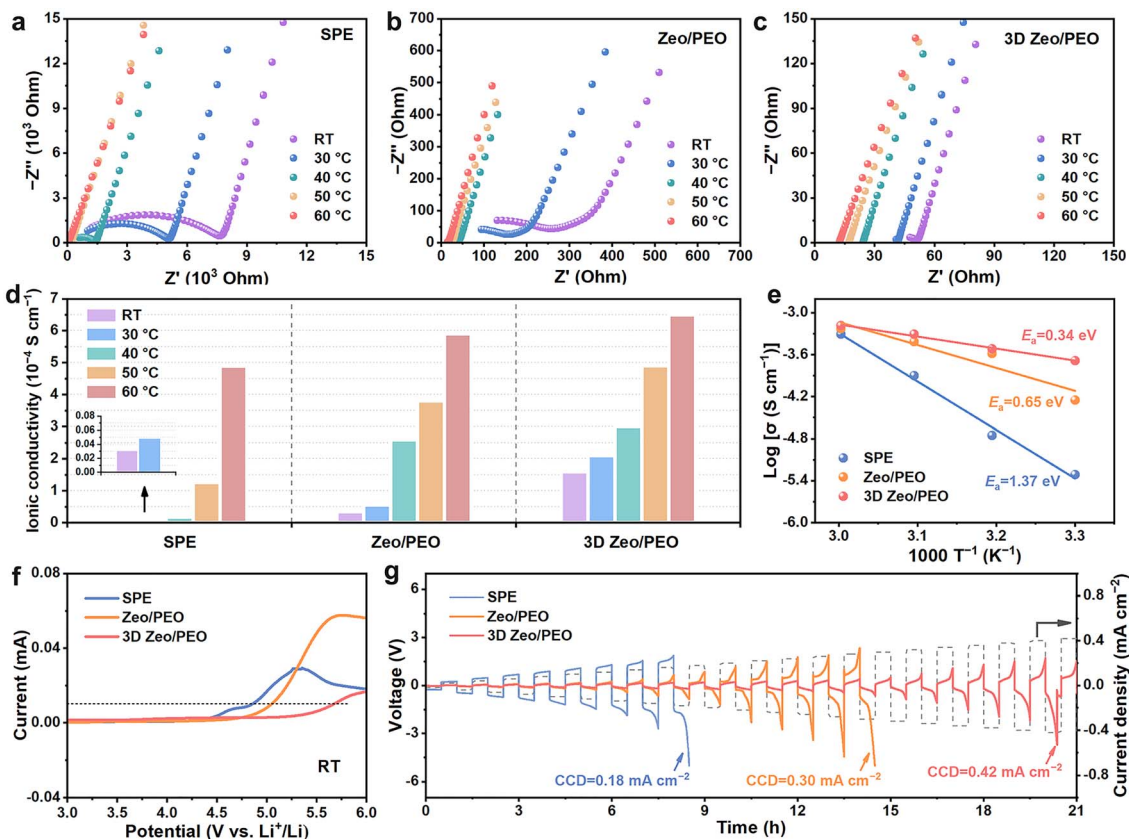 a
SPE
−Z'' (10³ Ohm)
15
12
9
6
3
0
RT
30 °C
40 °C
50 °C
60 °C
0 3 6 9 12 15
Z' (10³ Ohm)
b
Zeo/PEO
−Z'' (Ohm)
700
600
500
400
300
200
100
0
RT
30 °C
40 °C
50 °C
60 °C
0 100 200 300 400 500 600 700
Z' (Ohm)
c
3D Zeo/PEO
−Z'' (Ohm)
150
120
90
60
30
0
RT
30 °C
40 °C
50 °C
60 °C
0 30 60 90 120 150
Z' (Ohm)
d
Ionic conductivity (10⁻⁴ S cm⁻¹)
7
6
5
4
3
2
1
0
RT
30 °C
40 °C
50 °C
60 °C
0.08
0.06
0.04
0.02
0.00
SPE
Zeo/PEO
3D Zeo/PEO
e
Log [σ (S cm⁻¹)]
−3.0
−3.6
−4.2
−4.8
−5.4
−6.0
Eₐ=0.34 eV
Eₐ=0.65 eV
Eₐ=1.37 eV
SPE
Zeo/PEO
3D Zeo/PEO
3.0 3.1 3.2 3.3
1000 T⁻¹ (K⁻¹)
f
Current (mA)
0.08
0.04
0.00
−0.04
SPE
Zeo/PEO
3D Zeo/PEO
RT
3.0 3.5 4.0 4.5 5.0 5.5 6.0
Potential (V vs. Li⁺/Li)
g
Voltage (V)
6
3
0
−3
−6
SPE
Zeo/PEO
3D Zeo/PEO
CCD=0.18 mA cm⁻²
CCD=0.30 mA cm⁻²
CCD=0.42 mA cm⁻²
0 3 6 9 12 15 18 21
Time (h)
0.8
0.4
0.0
−0.4
−0.8
Current density (mA cm⁻²)